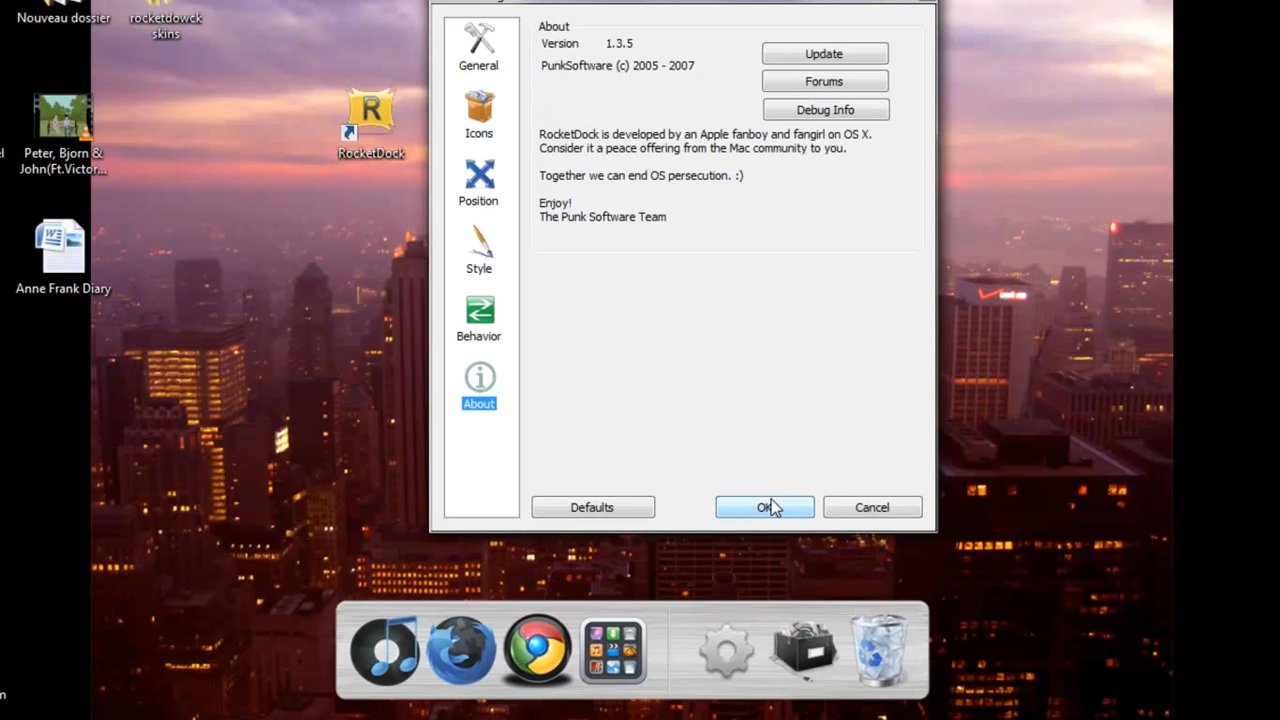 Nouveau dossier
rocketdowck
skins
Peter, Bjorn &
John(Ft.Victor...
RocketDock
Anne Frank Diary
General
Icons
Position
Style
Behavior
About
About
Version 1.3.5
PunkSoftware (c) 2005 - 2007
Update
Forums
Debug Info
RocketDock is developed by an Apple fanboy and fangirl on OS X.
Consider it a peace offering from the Mac community to you.
Together we can end OS persecution. :)
Enjoy!
The Punk Software Team
Defaults
OK
Cancel